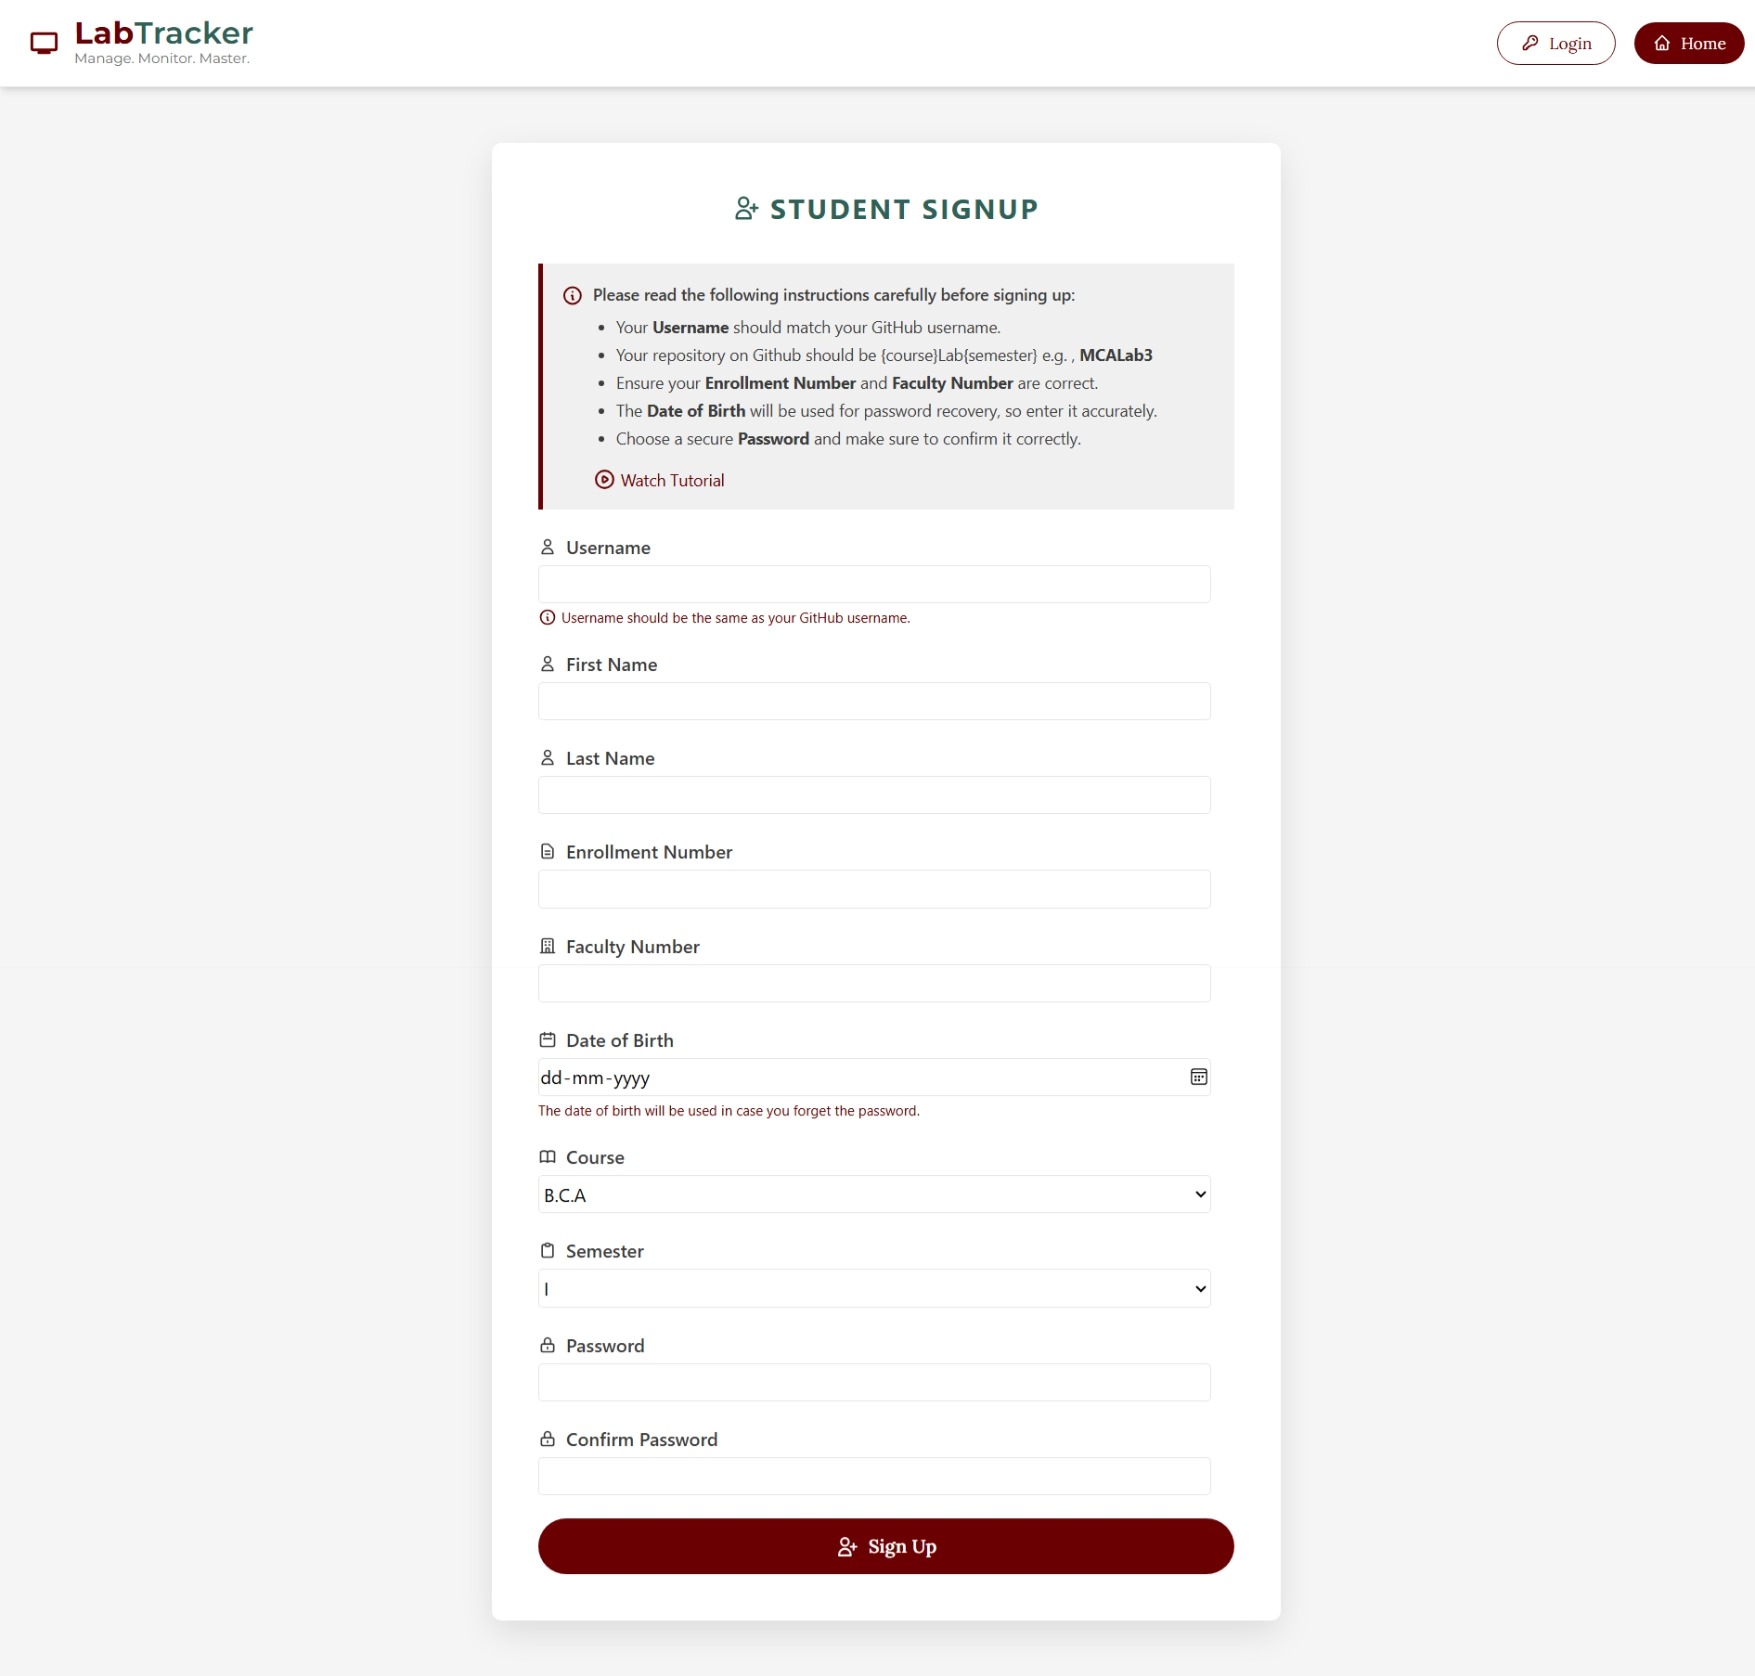 LabTracker
Manage. Monitor. Master.
Login
Home
STUDENT SIGNUP
Please read the following instructions carefully before signing up:
• Your Username should match your GitHub username.
• Your repository on Github should be {course}Lab{semester} e.g. , MCALab3
• Ensure your Enrollment Number and Faculty Number are correct.
• The Date of Birth will be used for password recovery, so enter it accurately.
• Choose a secure Password and make sure to confirm it correctly.
Watch Tutorial
Username
Username should be the same as your GitHub username.
First Name
Last Name
Enrollment Number
Faculty Number
Date of Birth
dd-mm-yyyy
The date of birth will be used in case you forget the password.
Course
B.C.A
Semester
I
Password
Confirm Password
Sign Up